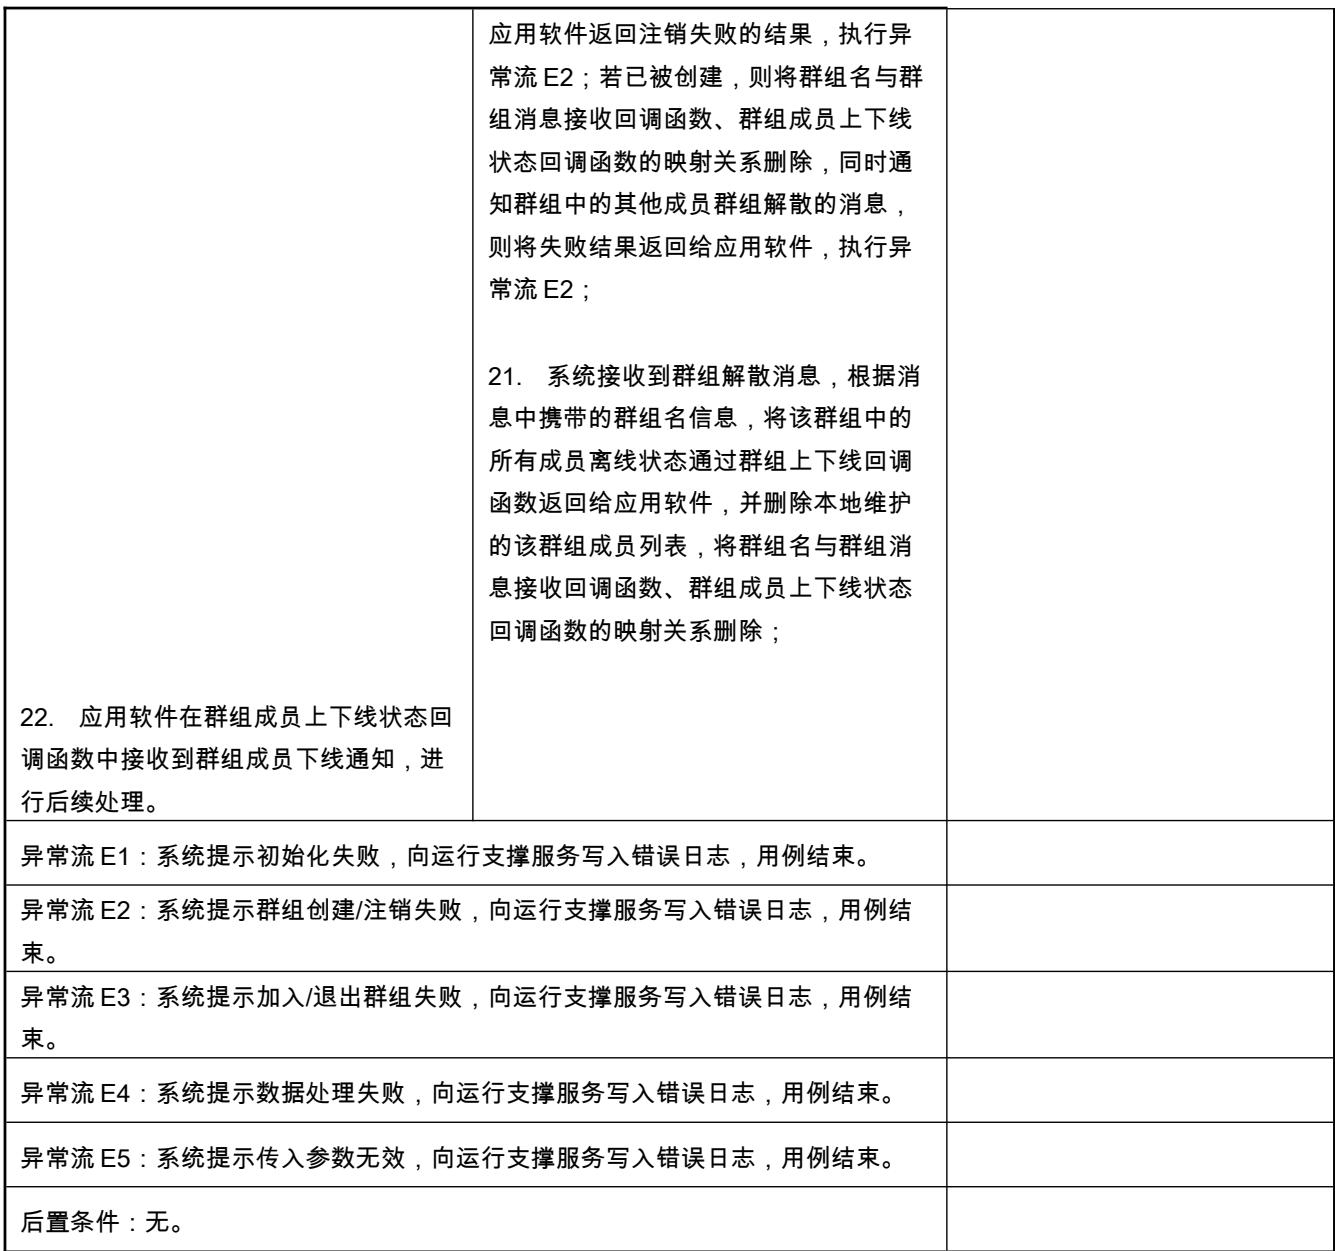 应用软件返回注销失败的结果，执行异
常流 E2；若已被创建，则将群组名与群
组消息接收回调函数、群组成员上下线
状态回调函数的映射关系删除，同时通
知群组中的其他成员群组解散的消息，
则将失败结果返回给应用软件，执行异
常流 E2；
21. 系统接收到群组解散消息，根据消
息中携带的群组名信息，将该群组中的
所有成员离线状态通过群组上下线回调
函数返回给应用软件，并删除本地维护
的该群组成员列表，将群组名与群组消
息接收回调函数、群组成员上下线状态
回调函数的映射关系删除；
22. 应用软件在群组成员上下线状态回
调函数中接收到群组成员下线通知，进
行后续处理。
异常流 E1：系统提示初始化失败，向运行支撑服务写入错误日志，用例结束。
异常流 E2：系统提示群组创建/注销失败，向运行支撑服务写入错误日志，用例结
束。
异常流 E3：系统提示加入/退出群组失败，向运行支撑服务写入错误日志，用例结
束。
异常流 E4：系统提示数据处理失败，向运行支撑服务写入错误日志，用例结束。
异常流 E5：系统提示传入参数无效，向运行支撑服务写入错误日志，用例结束。
后置条件：无。